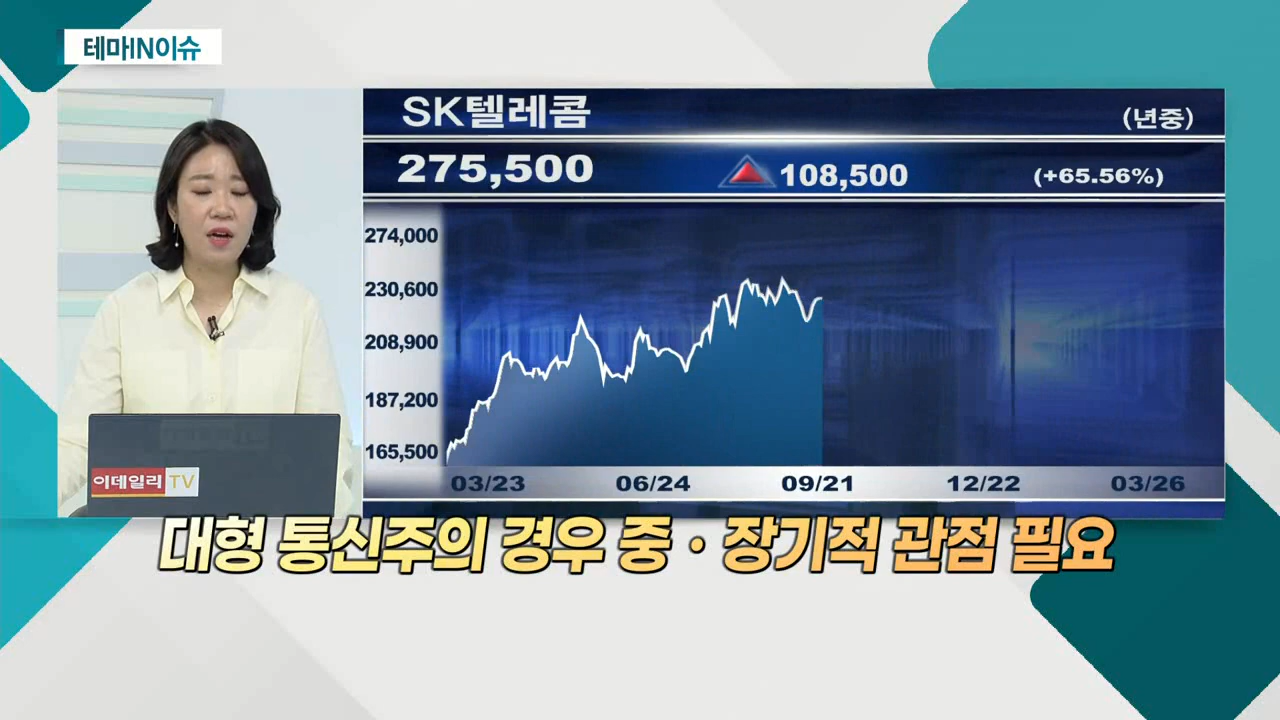 테마IN이슈
SK텔레콤
(년중)
275,500
108,500
(+65.56%)
274,000
230,600
208,900
187,200
165,500
03/23
06/24
09/21
12/22
03/26
이데일리TV
대형 통신주의 경우 중·장기적 관점 필요